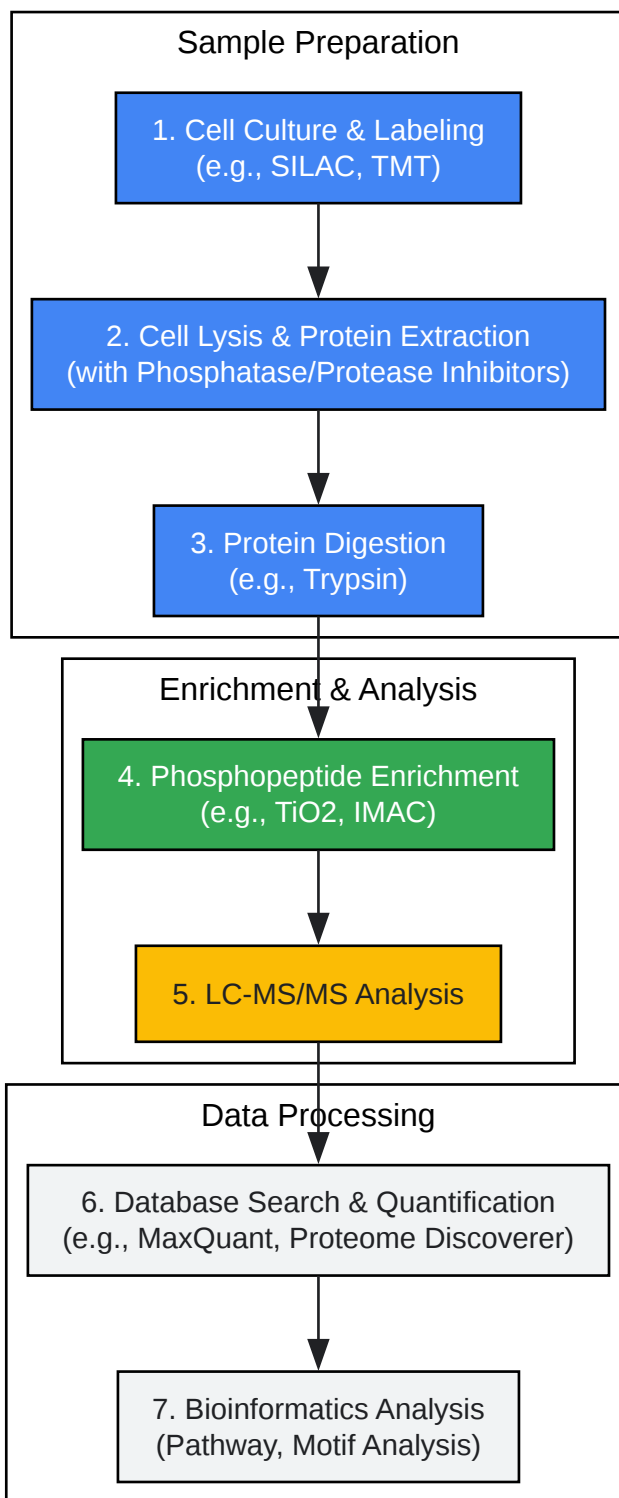 Sample Preparation
1. Cell Culture & Labeling
(e.g., SILAC, TMT)
2. Cell Lysis & Protein Extraction
(with Phosphatase/Protease Inhibitors)
3. Protein Digestion
(e.g., Trypsin)
Enrichment & Analysis
4. Phosphopeptide Enrichment
(e.g., TiO2, IMAC)
5. LC-MS/MS Analysis
Data Processing
6. Database Search & Quantification
(e.g., MaxQuant, Proteome Discoverer)
7. Bioinformatics Analysis
(Pathway, Motif Analysis)